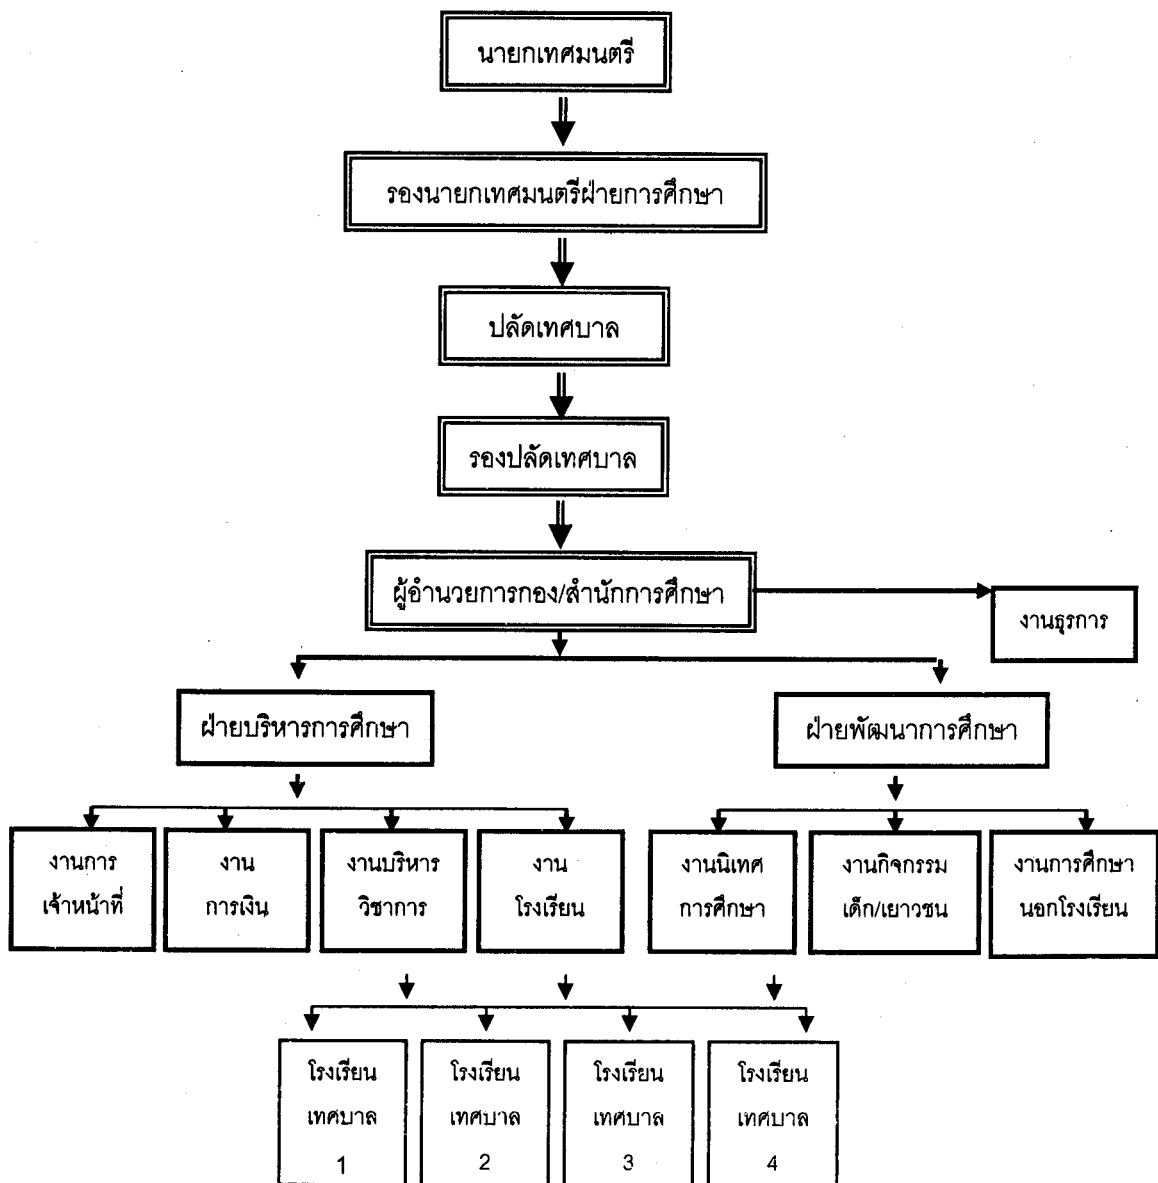 นายกเทศมนตรี
รองนายกเทศมนตรีฝ่ายการศึกษา
ปลัดเทศบาล
รองปลัดเทศบาล
ผู้อำนวยการกอง/สำนักการศึกษา
งานธุรการ
ฝ่ายบริหารการศึกษา
ฝ่ายพัฒนาการศึกษา
งานการ
เจ้าหน้าที่
งาน
การเงิน
งานบริหาร
วิชาการ
งาน
โรงเรียน
งานนิเทศ
การศึกษา
งานกิจกรรม
เด็ก/เยาวชน
งานการศึกษา
นอกโรงเรียน
โรงเรียน
เทศบาล
1
โรงเรียน
เทศบาล
2
โรงเรียน
เทศบาล
3
โรงเรียน
เทศบาล
4